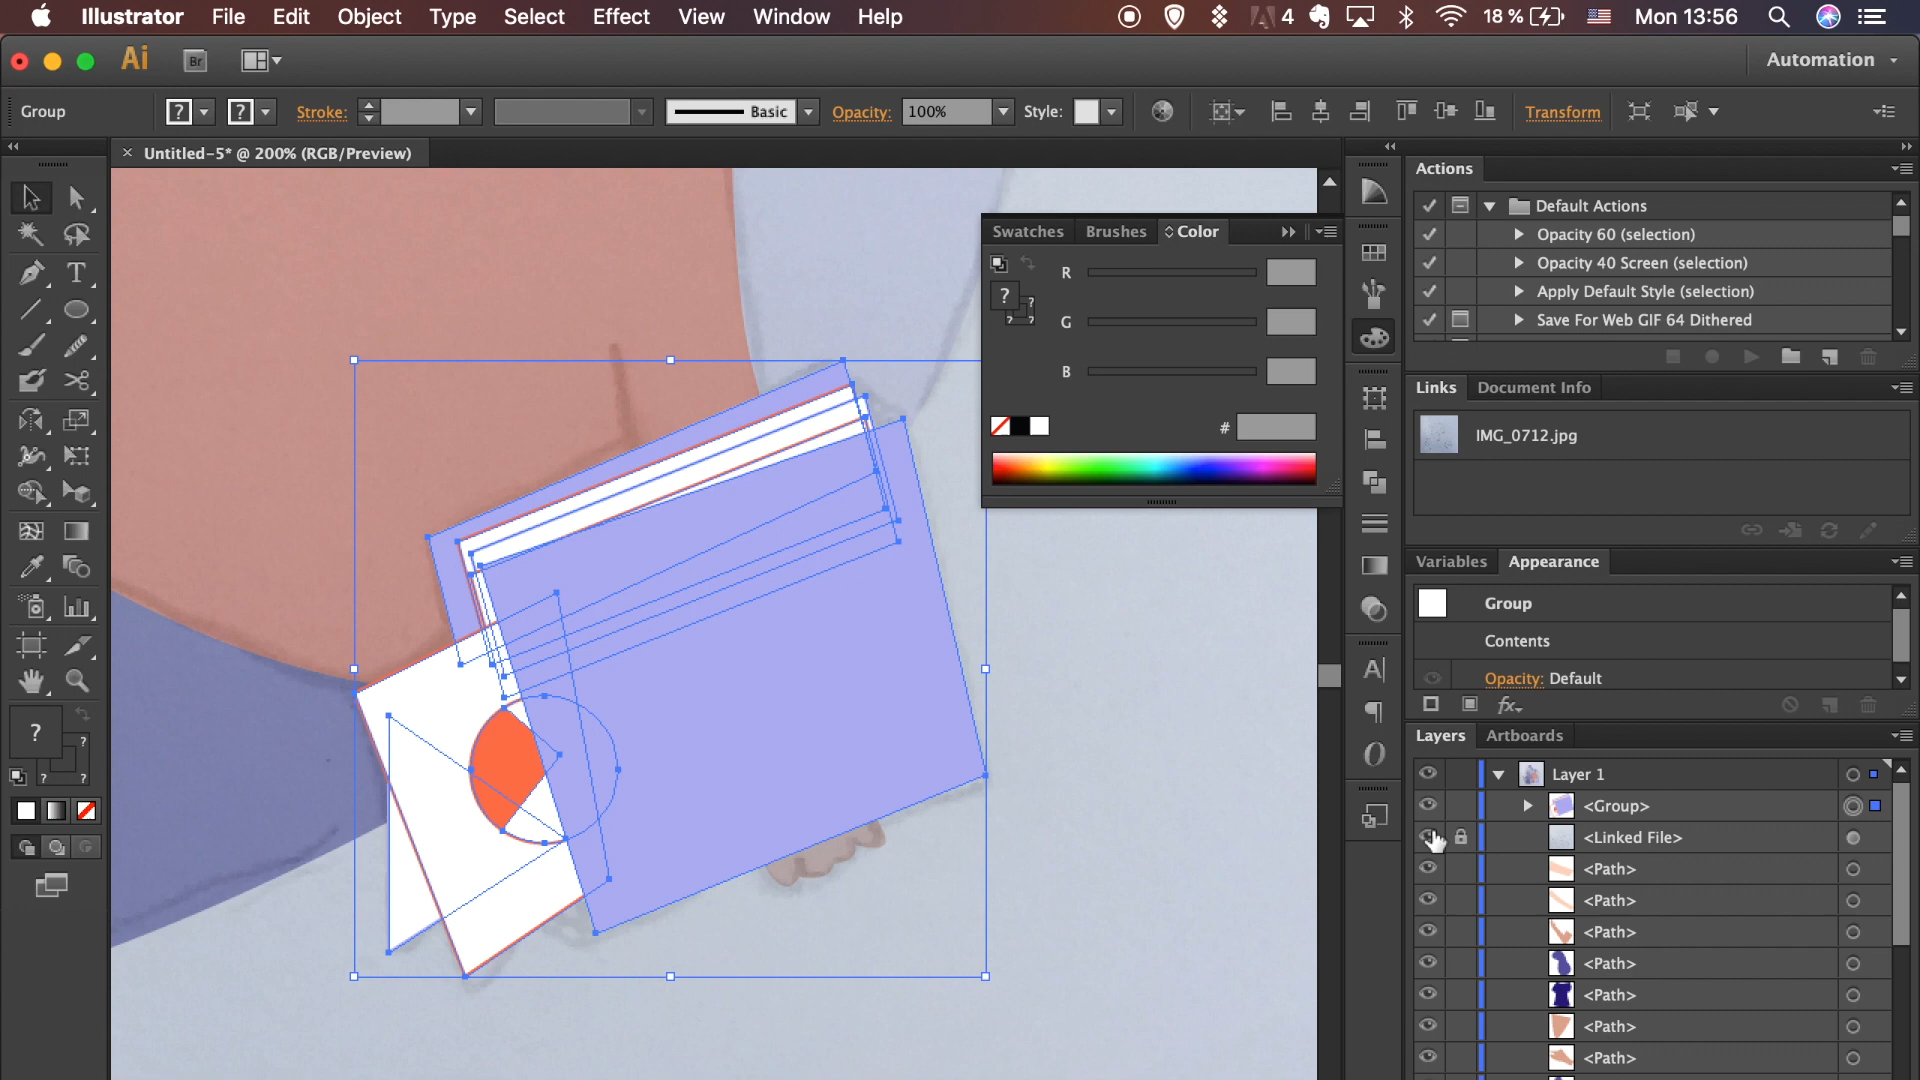 Illustrator File Edit Object Type Select Effect View Window Help 4 18 % Mon 13:56
Ai Br Automation
Group ? ? Stroke: Basic Opacity: 100% Style: Transform
× Untitled-5* @ 200% (RGB/Preview)
Actions
Default Actions
Opacity 60 (selection)
Opacity 40 Screen (selection)
Apply Default Style (selection)
Save For Web GIF 64 Dithered
Swatches Brushes Color
R
G
B
#
? ? ?
Links Document Info
IMG_0712.jpg
Variables Appearance
Group
Contents
Opacity: Default
fx
Layers Artboards
Layer 1
<Group>
<Linked File>
<Path>
<Path>
<Path>
<Path>
<Path>
<Path>
<Path>
T
? ? ? ?
A
O